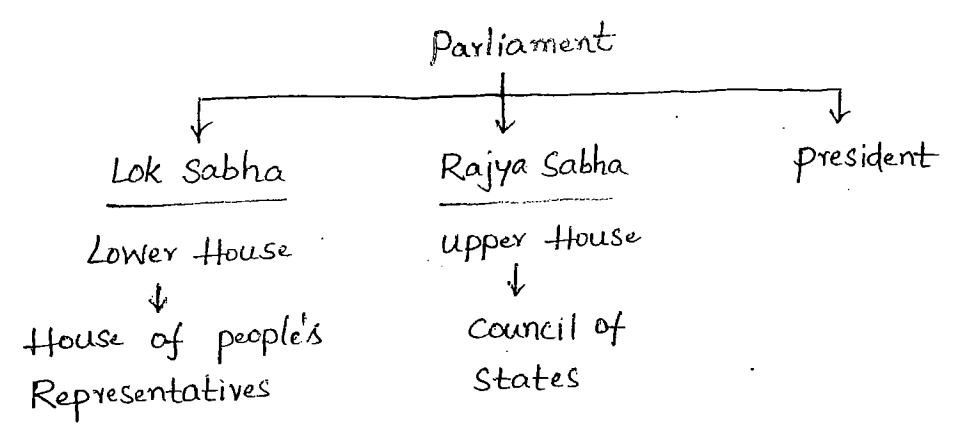 Parliament
Lok Sabha
Rajya Sabha
president
Lower House
upper House
House of people's
Representatives
Council of
States